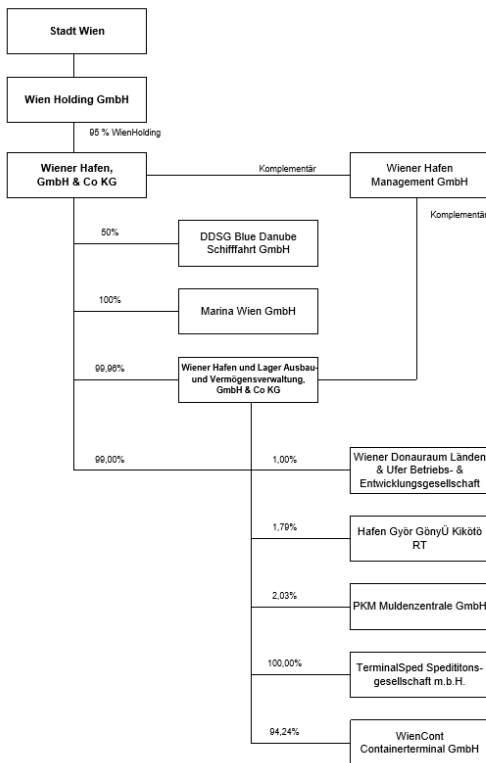 Stadt Wien
Wien Holding GmbH
95 % WienHolding
Wiener Hafen,
GmbH & Co KG
Komplementär
Wiener Hafen
Management GmbH
Komplementär
50%
DDSG Blue Danube
Schifffahrt GmbH
100%
Marina Wien GmbH
99,96%
Wiener Hafen und Lager Ausbau-
und Vermögensverwaltung,
GmbH & Co KG
99,00%
1,00%
Wiener Donauraum Länden
& Ufer Betriebs- &
Entwicklungsgesellschaft
1,79%
Hafen Györ GönyÜ Kikötö
RT
2,03%
PKM Muldenzentrale GmbH
100,00%
TerminalSped Spedititons-
gesellschaft m.b.H.
94,24%
WienCont
Containerterminal GmbH